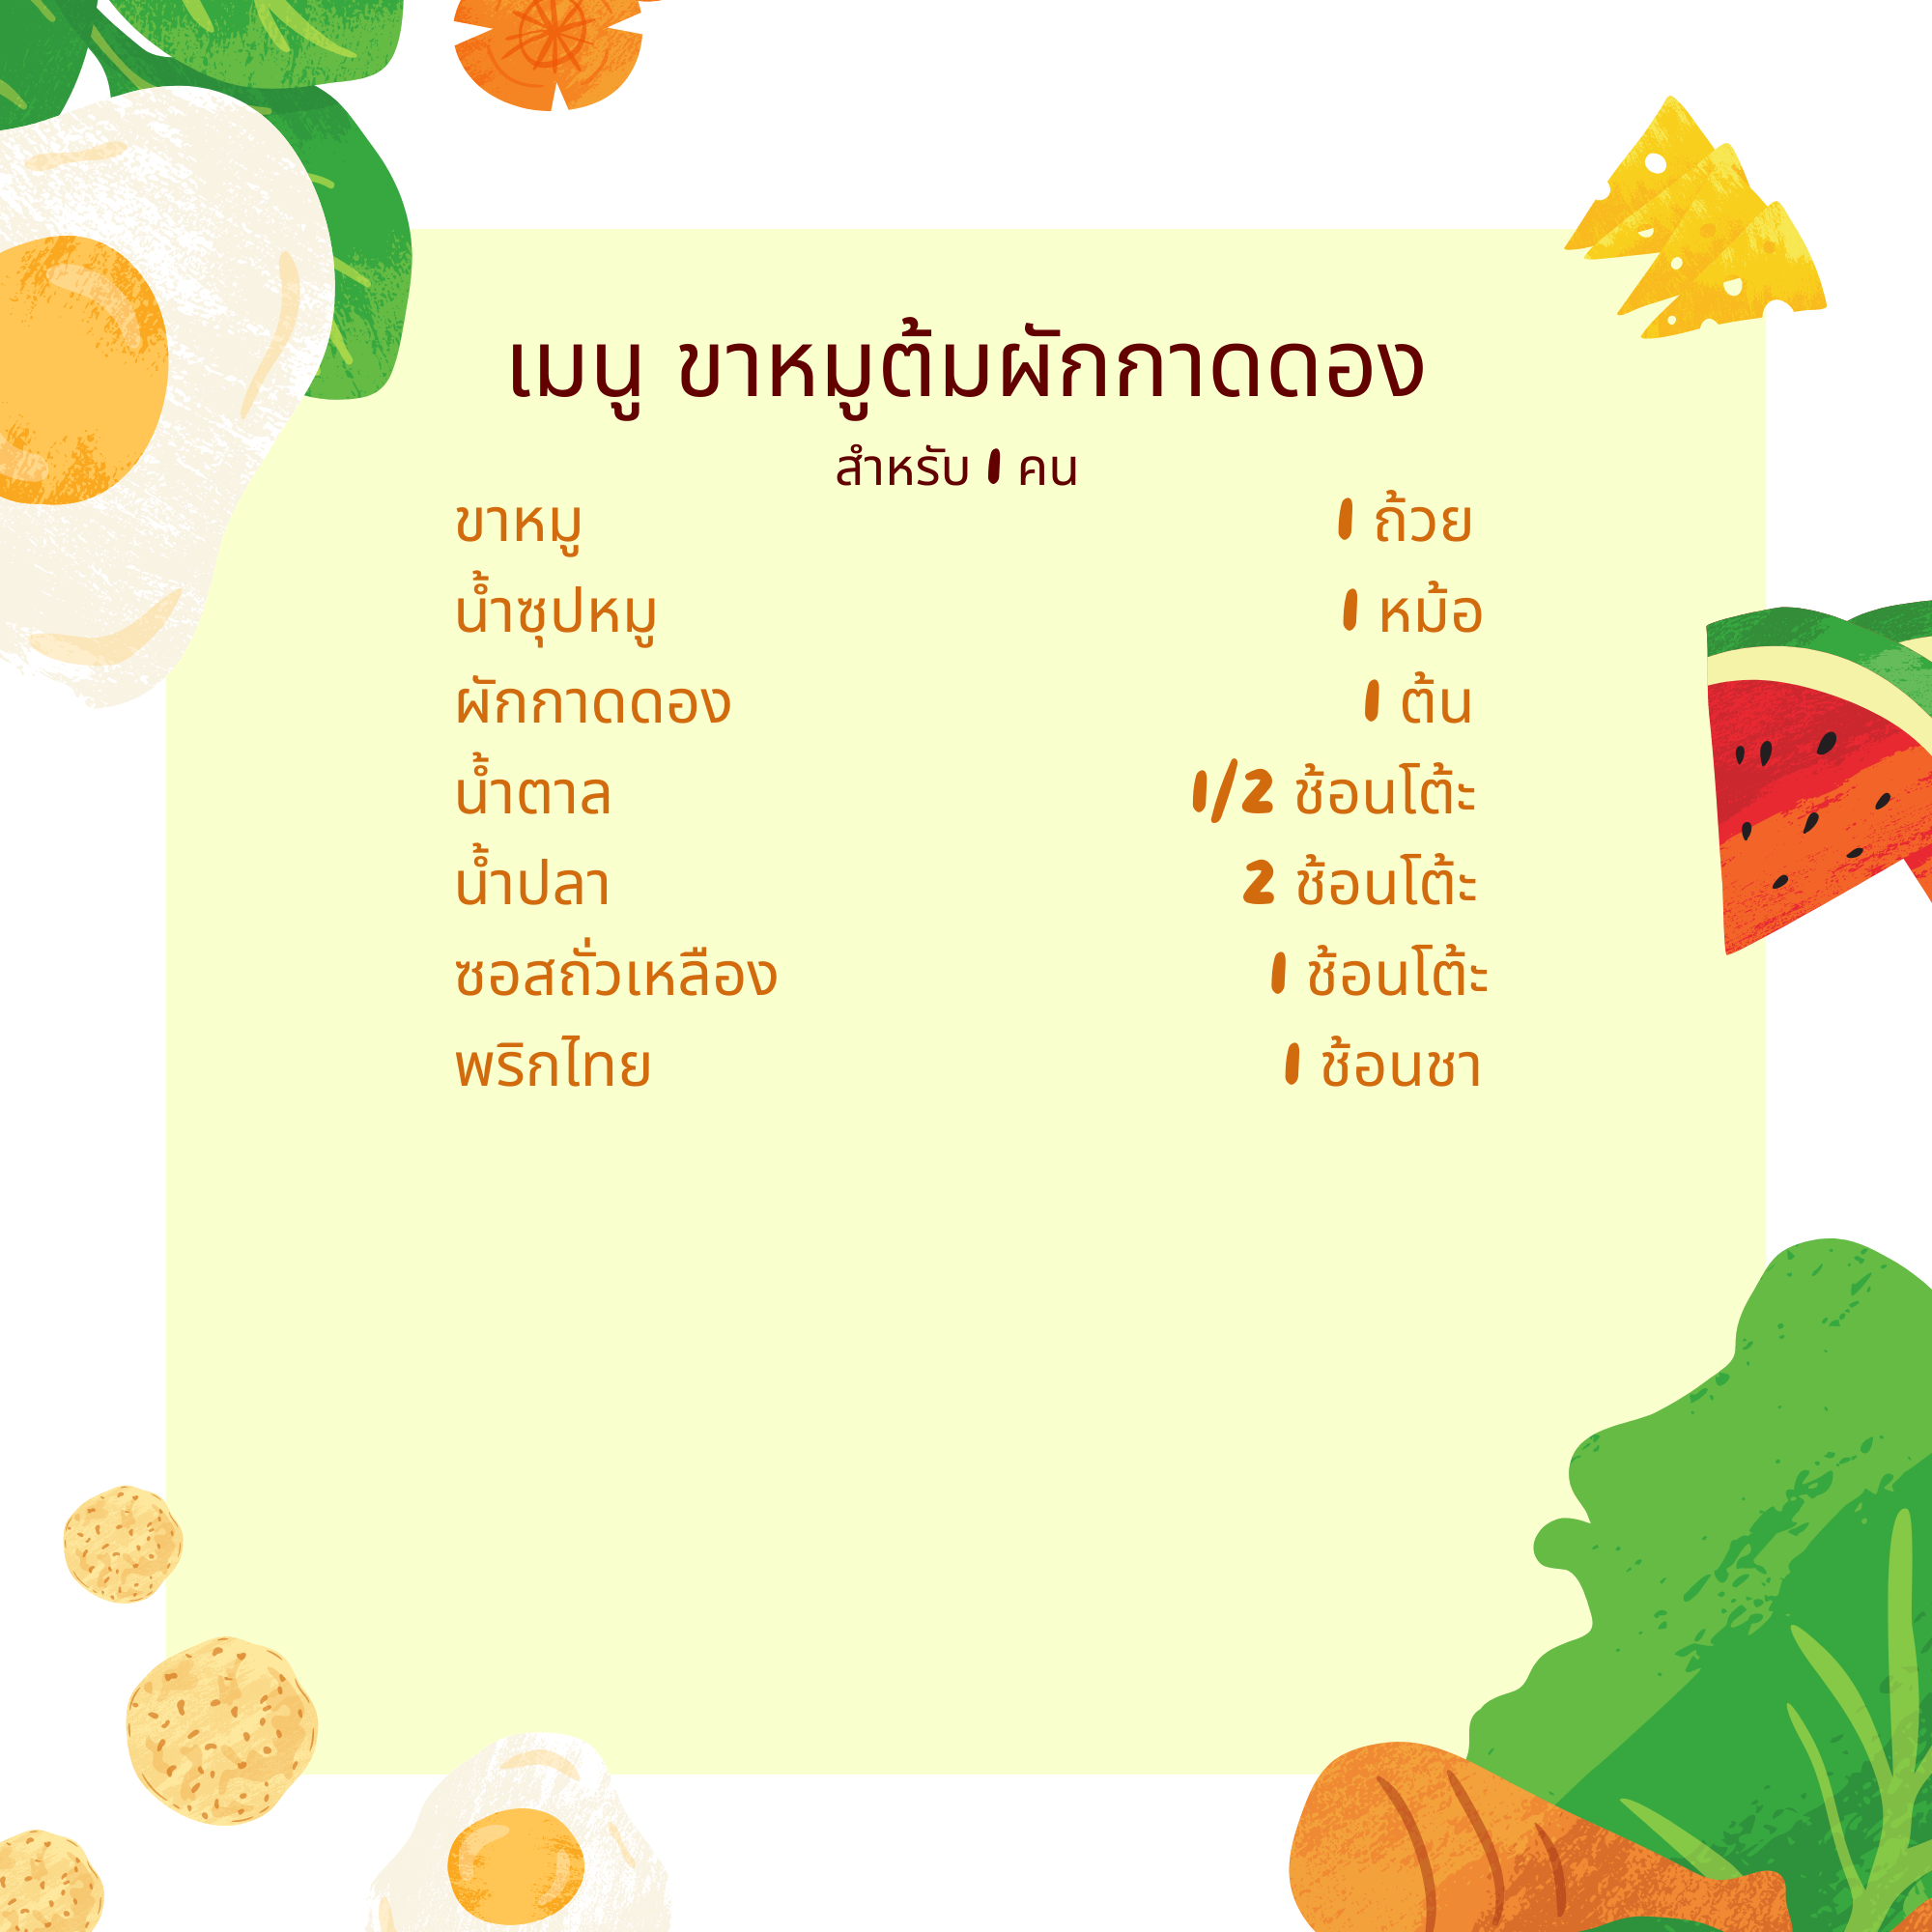 เมนู ขาหมูต้มผักกาดดอง
สำหรับ 1 คน
ขาหมู 1 ถ้วย
น้ำซุปหมู 1 หม้อ
ผักกาดดอง 1 ต้น
น้ำตาล 1/2 ช้อนโต้ะ
น้ำปลา 2 ช้อนโต้ะ
ซอสถั่วเหลือง 1 ช้อนโต้ะ
พริกไทย 1 ช้อนชา